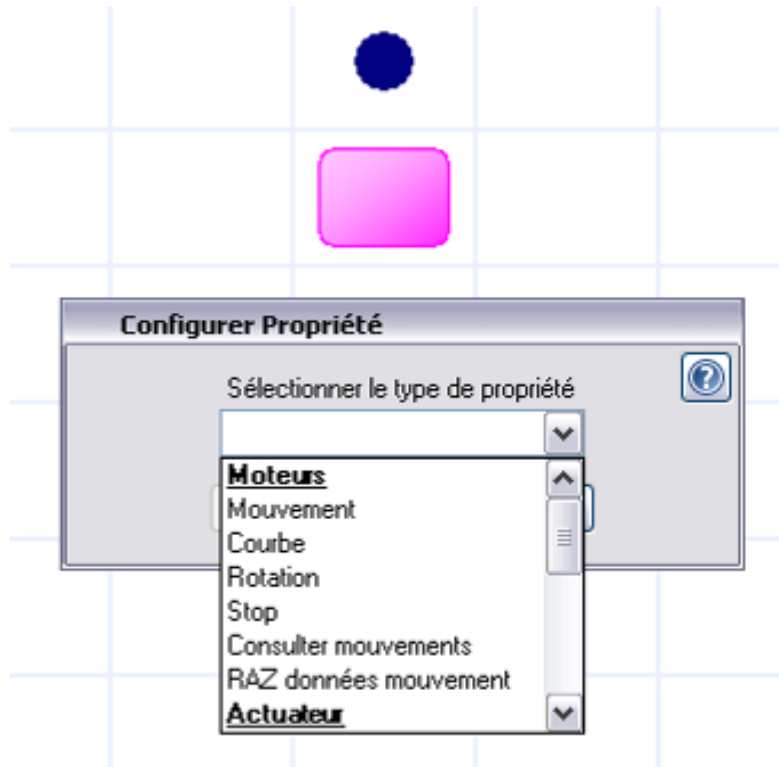 Configurer Propriété
Sélectionner le type de propriété
Moteurs
Mouvement
Courbe
Rotation
Stop
Consulter mouvements
RAZ données mouvement
Actuateur